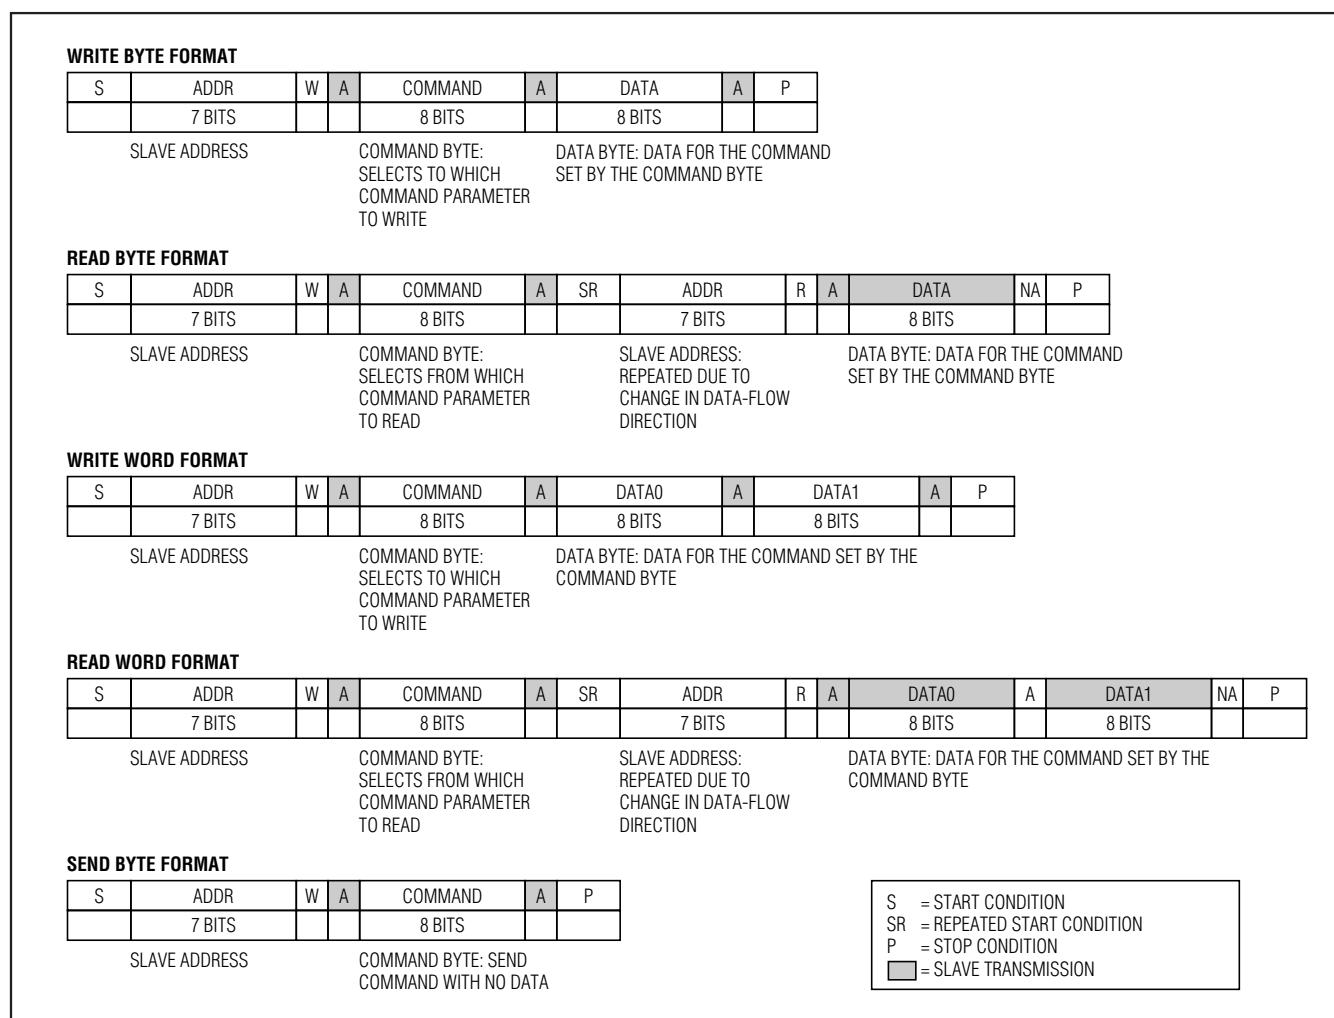 WRITE BYTE FORMAT
S ADDR W A COMMAND A DATA A P
7 BITS 8 BITS 8 BITS
SLAVE ADDRESS
COMMAND BYTE:
SELECTS TO WHICH
COMMAND PARAMETER
TO WRITE
DATA BYTE: DATA FOR THE COMMAND
SET BY THE COMMAND BYTE
READ BYTE FORMAT
S ADDR W A COMMAND A SR ADDR R A DATA NA P
7 BITS 8 BITS 7 BITS 8 BITS
SLAVE ADDRESS
COMMAND BYTE:
SELECTS FROM WHICH
COMMAND PARAMETER
TO READ
SLAVE ADDRESS:
REPEATED DUE TO
CHANGE IN DATA-FLOW
DIRECTION
DATA BYTE: DATA FOR THE COMMAND
SET BY THE COMMAND BYTE
WRITE WORD FORMAT
S ADDR W A COMMAND A DATA0 A DATA1 A P
7 BITS 8 BITS 8 BITS 8 BITS
SLAVE ADDRESS
COMMAND BYTE:
SELECTS TO WHICH
COMMAND PARAMETER
TO WRITE
DATA BYTE: DATA FOR THE COMMAND SET BY THE
COMMAND BYTE
READ WORD FORMAT
S ADDR W A COMMAND A SR ADDR R A DATA0 A DATA1 NA P
7 BITS 8 BITS 7 BITS 8 BITS 8 BITS
SLAVE ADDRESS
COMMAND BYTE:
SELECTS FROM WHICH
COMMAND PARAMETER
TO READ
SLAVE ADDRESS:
REPEATED DUE TO
CHANGE IN DATA-FLOW
DIRECTION
DATA BYTE: DATA FOR THE COMMAND SET BY THE
COMMAND BYTE
SEND BYTE FORMAT
S ADDR W A COMMAND A P
7 BITS 8 BITS
SLAVE ADDRESS
COMMAND BYTE: SEND
COMMAND WITH NO DATA
S = START CONDITION
SR = REPEATED START CONDITION
P = STOP CONDITION
= SLAVE TRANSMISSION